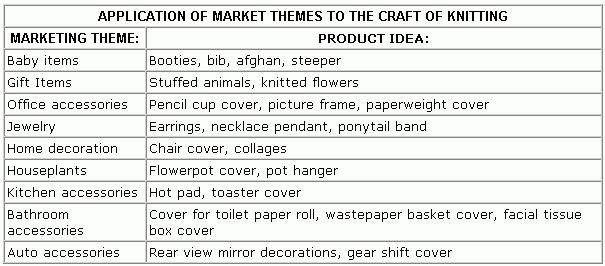 APPLICATION OF MARKET THEMES TO THE CRAFT OF KNITTING
MARKETING THEME: PRODUCT IDEA:
Baby items Booties, bib, afghan, steeper
Gift Items Stuffed animals, knitted flowers
Office accessories Pencil cup cover, picture frame, paperweight cover
Jewelry Earrings, necklace pendant, ponytail band
Home decoration Chair cover, collages
Houseplants Flowerpot cover, pot hanger
Kitchen accessories Hot pad, toaster cover
Bathroom Cover for toilet paper roll, wastepaper basket cover, facial tissue
accessories box cover
Auto accessories Rear view mirror decorations, gear shift cover